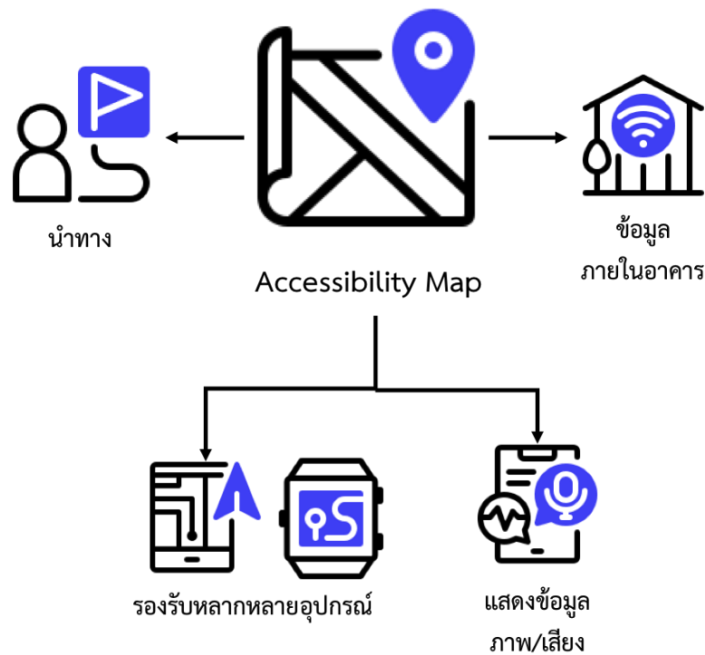 นำทาง
ข้อมูล
ภายในอาคาร
Accessibility Map
รองรับหลากหลายอุปกรณ์
แสดงข้อมูล
ภาพ/เสียง